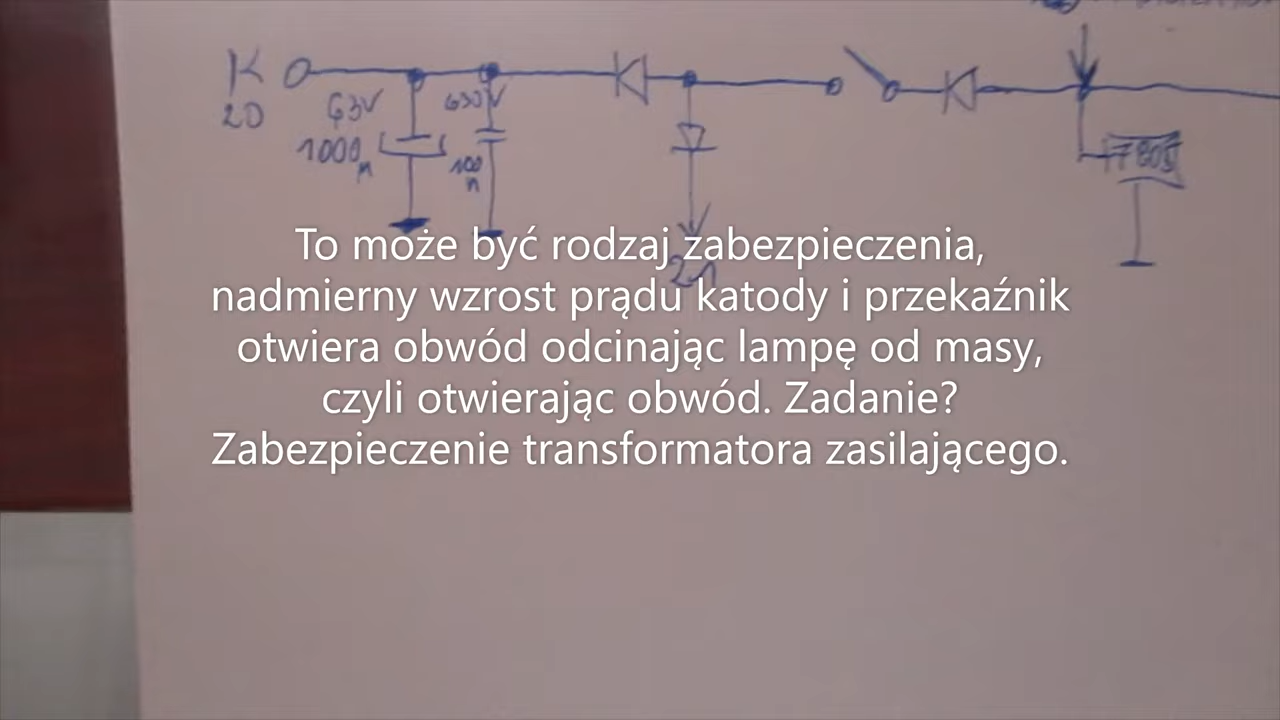 K
20
63V
1000µ
630V
100
n
7805
To może być rodzaj zabezpieczenia,
nadmierny wzrost prądu katody i przekaźnik
otwiera obwód odcinając lampę od masy,
czyli otwierając obwód. Zadanie?
Zabezpieczenie transformatora zasilającego.